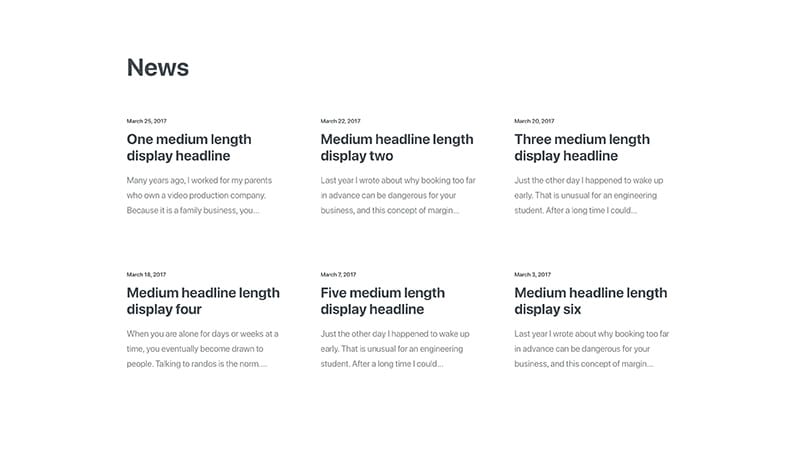 News
March 25, 2017
One medium length
display headline
Many years ago, I worked for my parents
who own a video production company.
Because it is a family business, you...
March 22, 2017
Medium headline length
display two
Last year I wrote about why booking too far
in advance can be dangerous for your
business, and this concept of margin...
March 20, 2017
Three medium length
display headline
Just the other day I happened to wake up
early. That is unusual for an engineering
student. After a long time I could...
March 18, 2017
Medium headline length
display four
When you are alone for days or weeks at a
time, you eventually become drawn to
people. Talking to randos is the norm....
March 7, 2017
Five medium length
display headline
Just the other day I happened to wake up
early. That is unusual for an engineering
student. After a long time I could...
March 3, 2017
Medium headline length
display six
Last year I wrote about why booking too far
in advance can be dangerous for your
business, and this concept of margin...